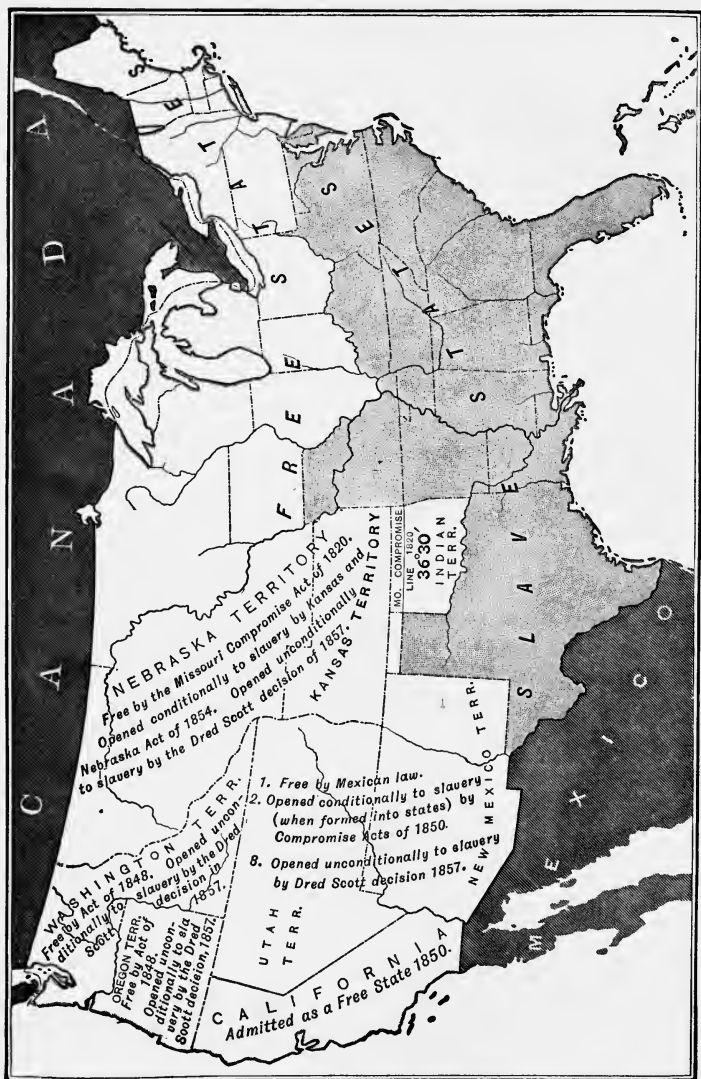 CANADA
FREE STATES
SLAVE STATES
MEXICO
WASHINGTON TERR.
Free by Act of 1848. Opened uncon-
ditionally to slavery by the Dred
Scott decision in
1857.
OREGON TERR.
Free by Act of
1848.
Opened uncon-
ditionally to sla
very by the Dred
Scott decision, 1857.
NEBRASKA TERRITORY
Free by the Missouri Compromise Act of 1820.
Opened conditionally to slavery by Kansas and
Nebraska Act of 1854. Opened unconditionally
to slavery by the Dred Scott decision of 1857.
KANSAS TERRITORY
MO. COMPROMISE
LINE 1820
36°30′
INDIAN
TERR.
1. Free by Mexican law.
2. Opened conditionally to slavery
(when formed into states) by
Compromise Acts of 1850.
8. Opened unconditionally to slavery
by Dred Scott decision 1857.
UTAH
TERR.
NEW MEXICO TERR.
CALIFORNIA
Admitted as a Free State 1850.